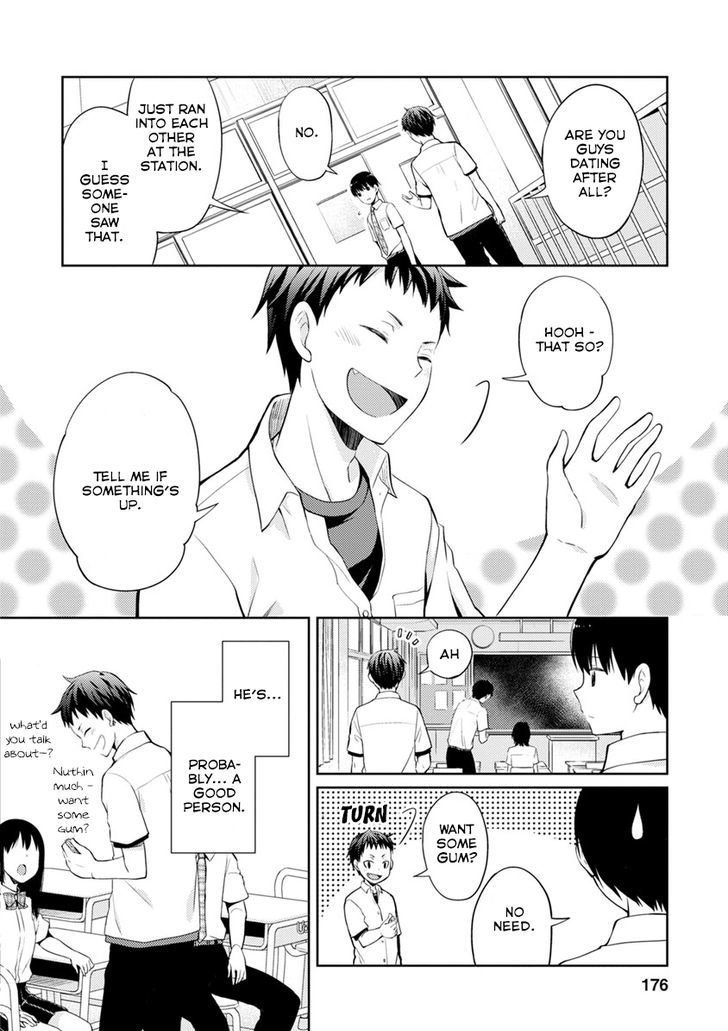 ARE YOU
GUYS
DATING
AFTER
ALL?
NO.
JUST RAN
INTO EACH
OTHER
AT THE
STATION.
I
GUESS
SOME-
ONE
SAW
THAT.
HOOH -
THAT SO?
TELL ME IF
SOMETHING'S
UP.
AH
TURN
WANT
SOME
GUM?
NO
NEED.
HE'S...
PROBA-
BLY... A
GOOD
PERSON.
what'd
you talk
about~?
Nuthin
much -
want
some
gum?
176